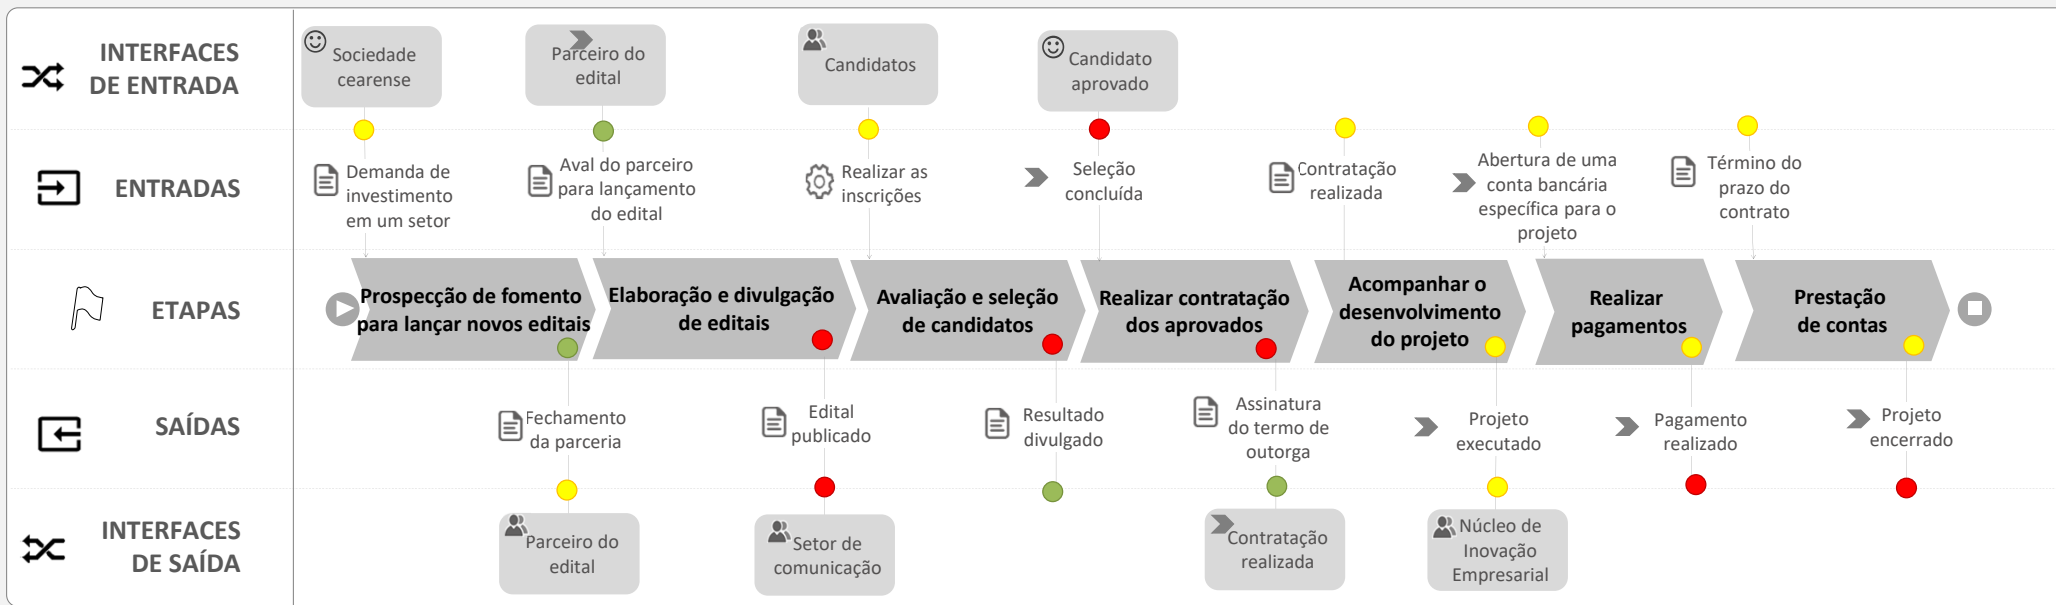 INTERFACES
DE ENTRADA
Sociedade
cearense
Parceiro do
edital
Candidatos
Candidato
aprovado
ENTRADAS
Demanda de
investimento
em um setor
Aval do parceiro
para lançamento
do edital
Realizar as
inscrições
Seleção
concluída
Contratação
realizada
Abertura de uma
conta bancária
específica para o
projeto
Término do
prazo do
contrato
ETAPAS
Prospecção de fomento
para lançar novos editais
Elaboração e divulgação
de editais
Avaliação e seleção
de candidatos
Realizar contratação
dos aprovados
Acompanhar o
desenvolvimento
do projeto
Realizar
pagamentos
Prestação
de contas
SAÍDAS
Fechamento
da parceria
Edital
publicado
Resultado
divulgado
Assinatura
do termo de
outorga
Projeto
executado
Pagamento
realizado
Projeto
encerrado
INTERFACES
DE SAÍDA
Parceiro do
edital
Setor de
comunicação
Contratação
realizada
Núcleo de
Inovação
Empresarial